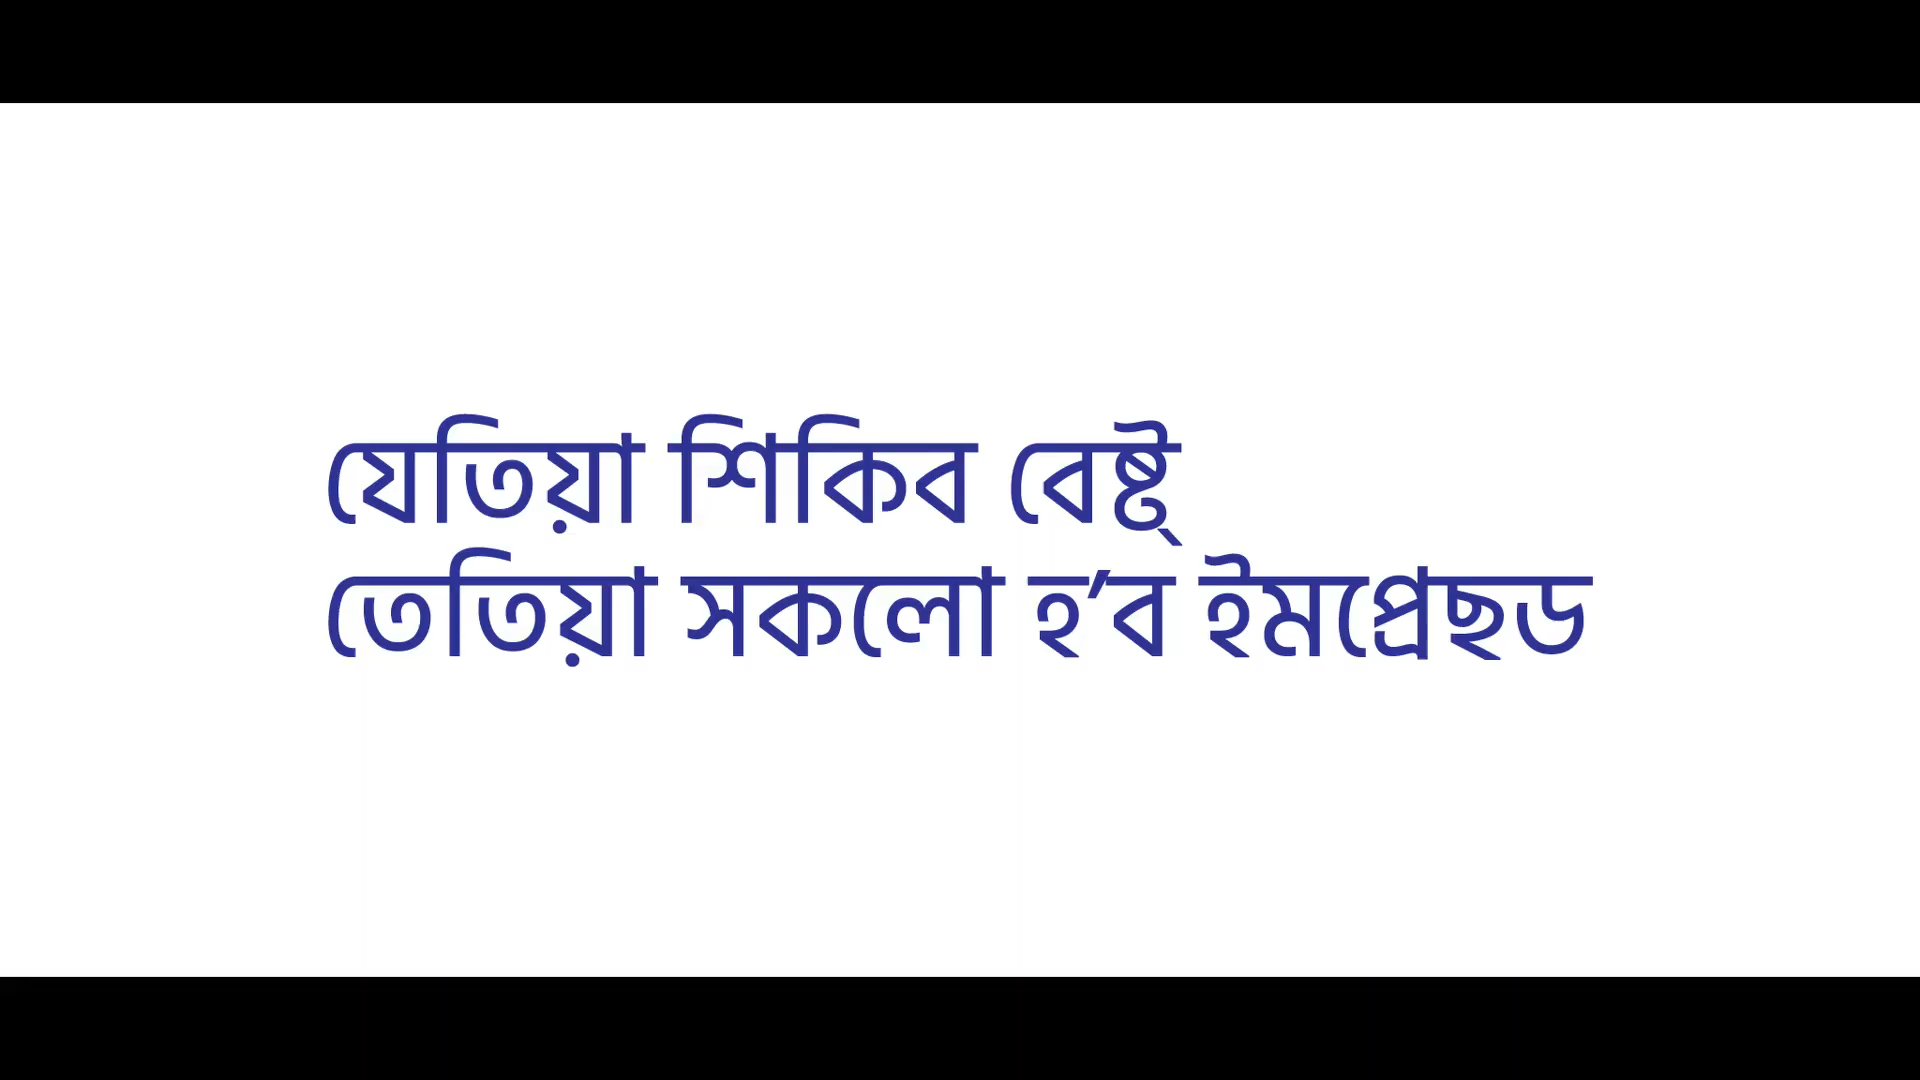 যেতিয়া শিকিব বেষ্ট্
তেতিয়া সকলো হ’ব ইমপ্ৰেছড